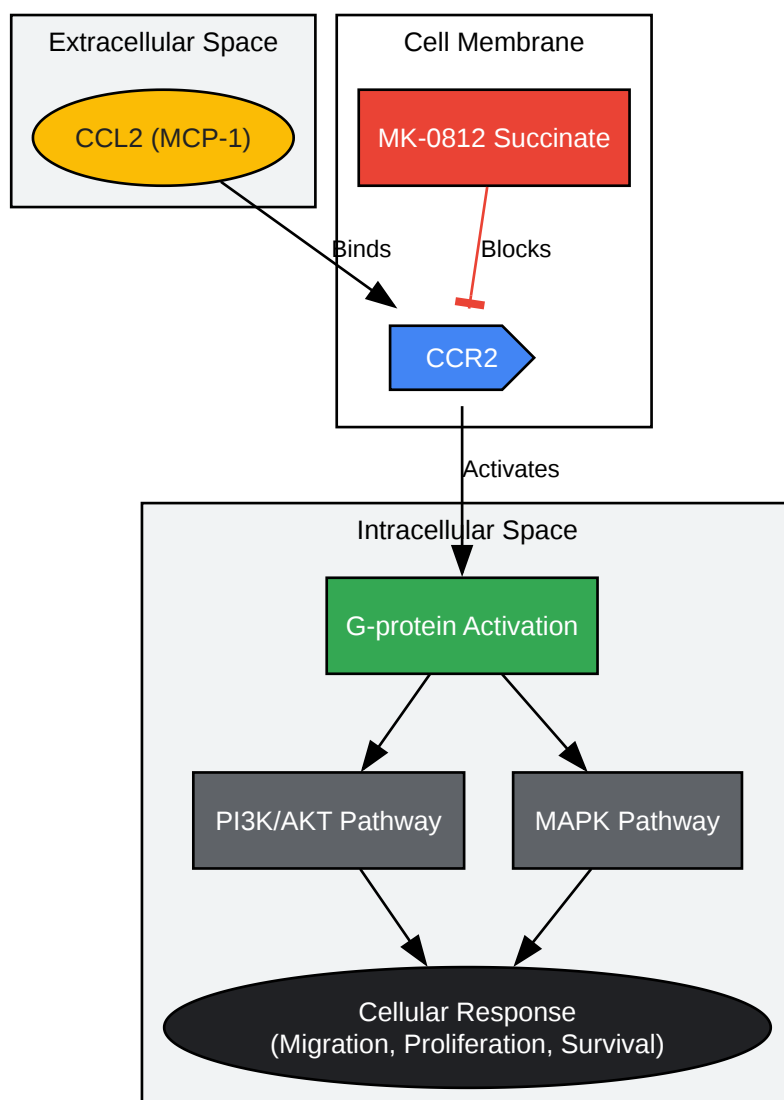 Extracellular Space
Cell Membrane
CCL2 (MCP-1)
MK-0812 Succinate
Binds
Blocks
CCR2
Activates
Intracellular Space
G-protein Activation
PI3K/AKT Pathway
MAPK Pathway
Cellular Response
(Migration, Proliferation, Survival)